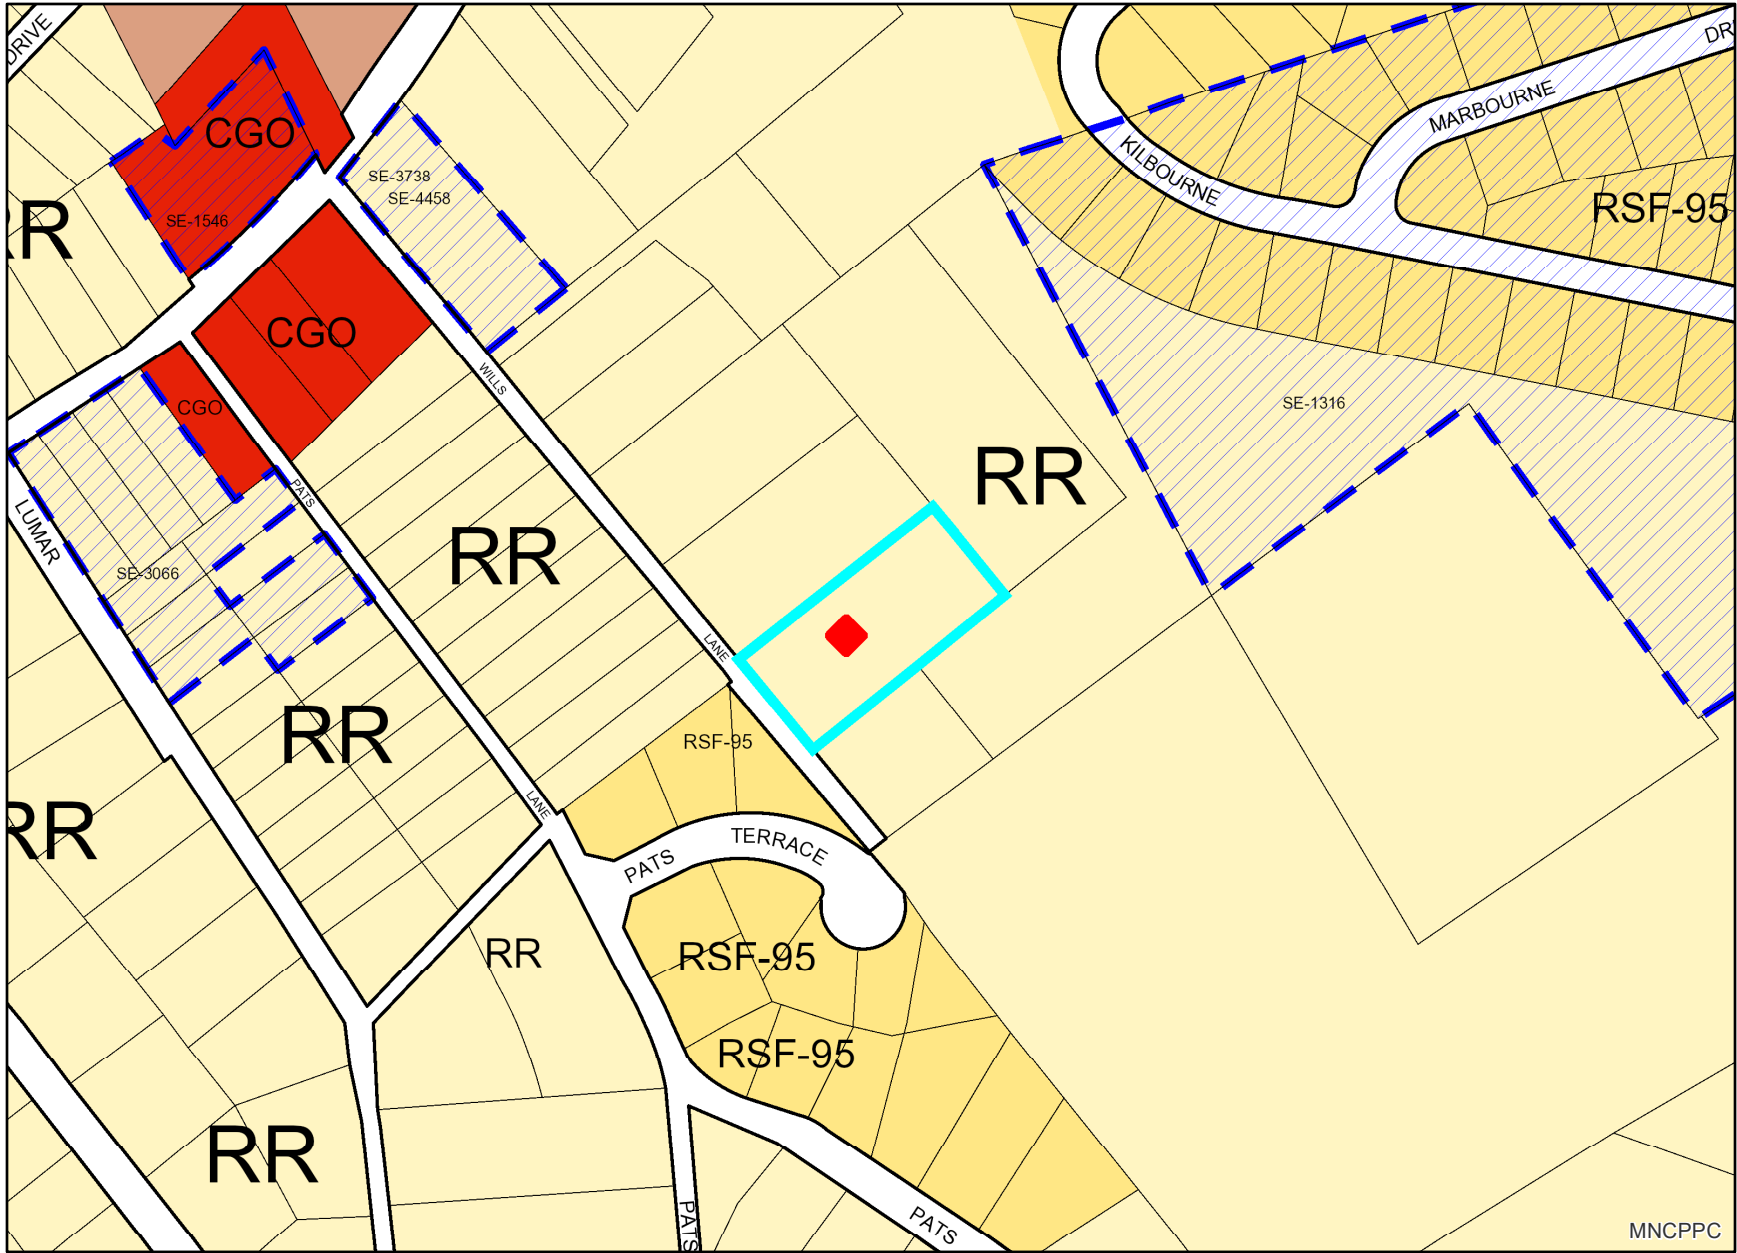 DRIVE
DR
MARBOURNE
KILBOURNE
CGO
SE-3738
SE-4458
RSF-95
SE-1546
RR
CGO
WILLS
SE-1316
CGO
RR
PATS
LUMAR
RR
SE-3066
LANE
RR
RSF-95
LANE
RR
TERRACE
PATS
RR
RSF-95
RSF-95
RR
PATS
PATS
MNCPPC